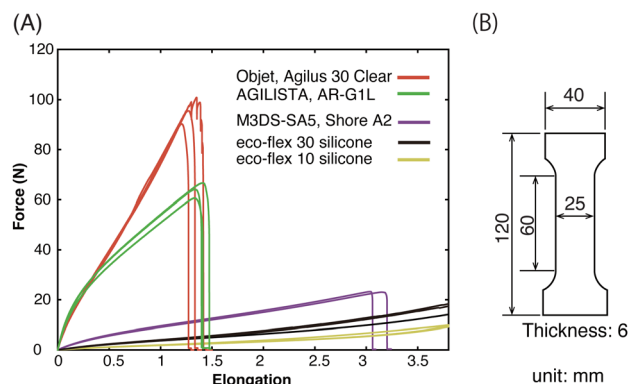 (A)
(B)
Force (N)
120
100
80
60
40
20
0
Objet, Agilus 30 Clear
AGILISTA, AR-G1L
M3DS-SA5, Shore A2
eco-flex 30 silicone
eco-flex 10 silicone
0
0.5
1
1.5
2
2.5
3
3.5
Elongation
40
120
60
25
Thickness: 6
unit: mm